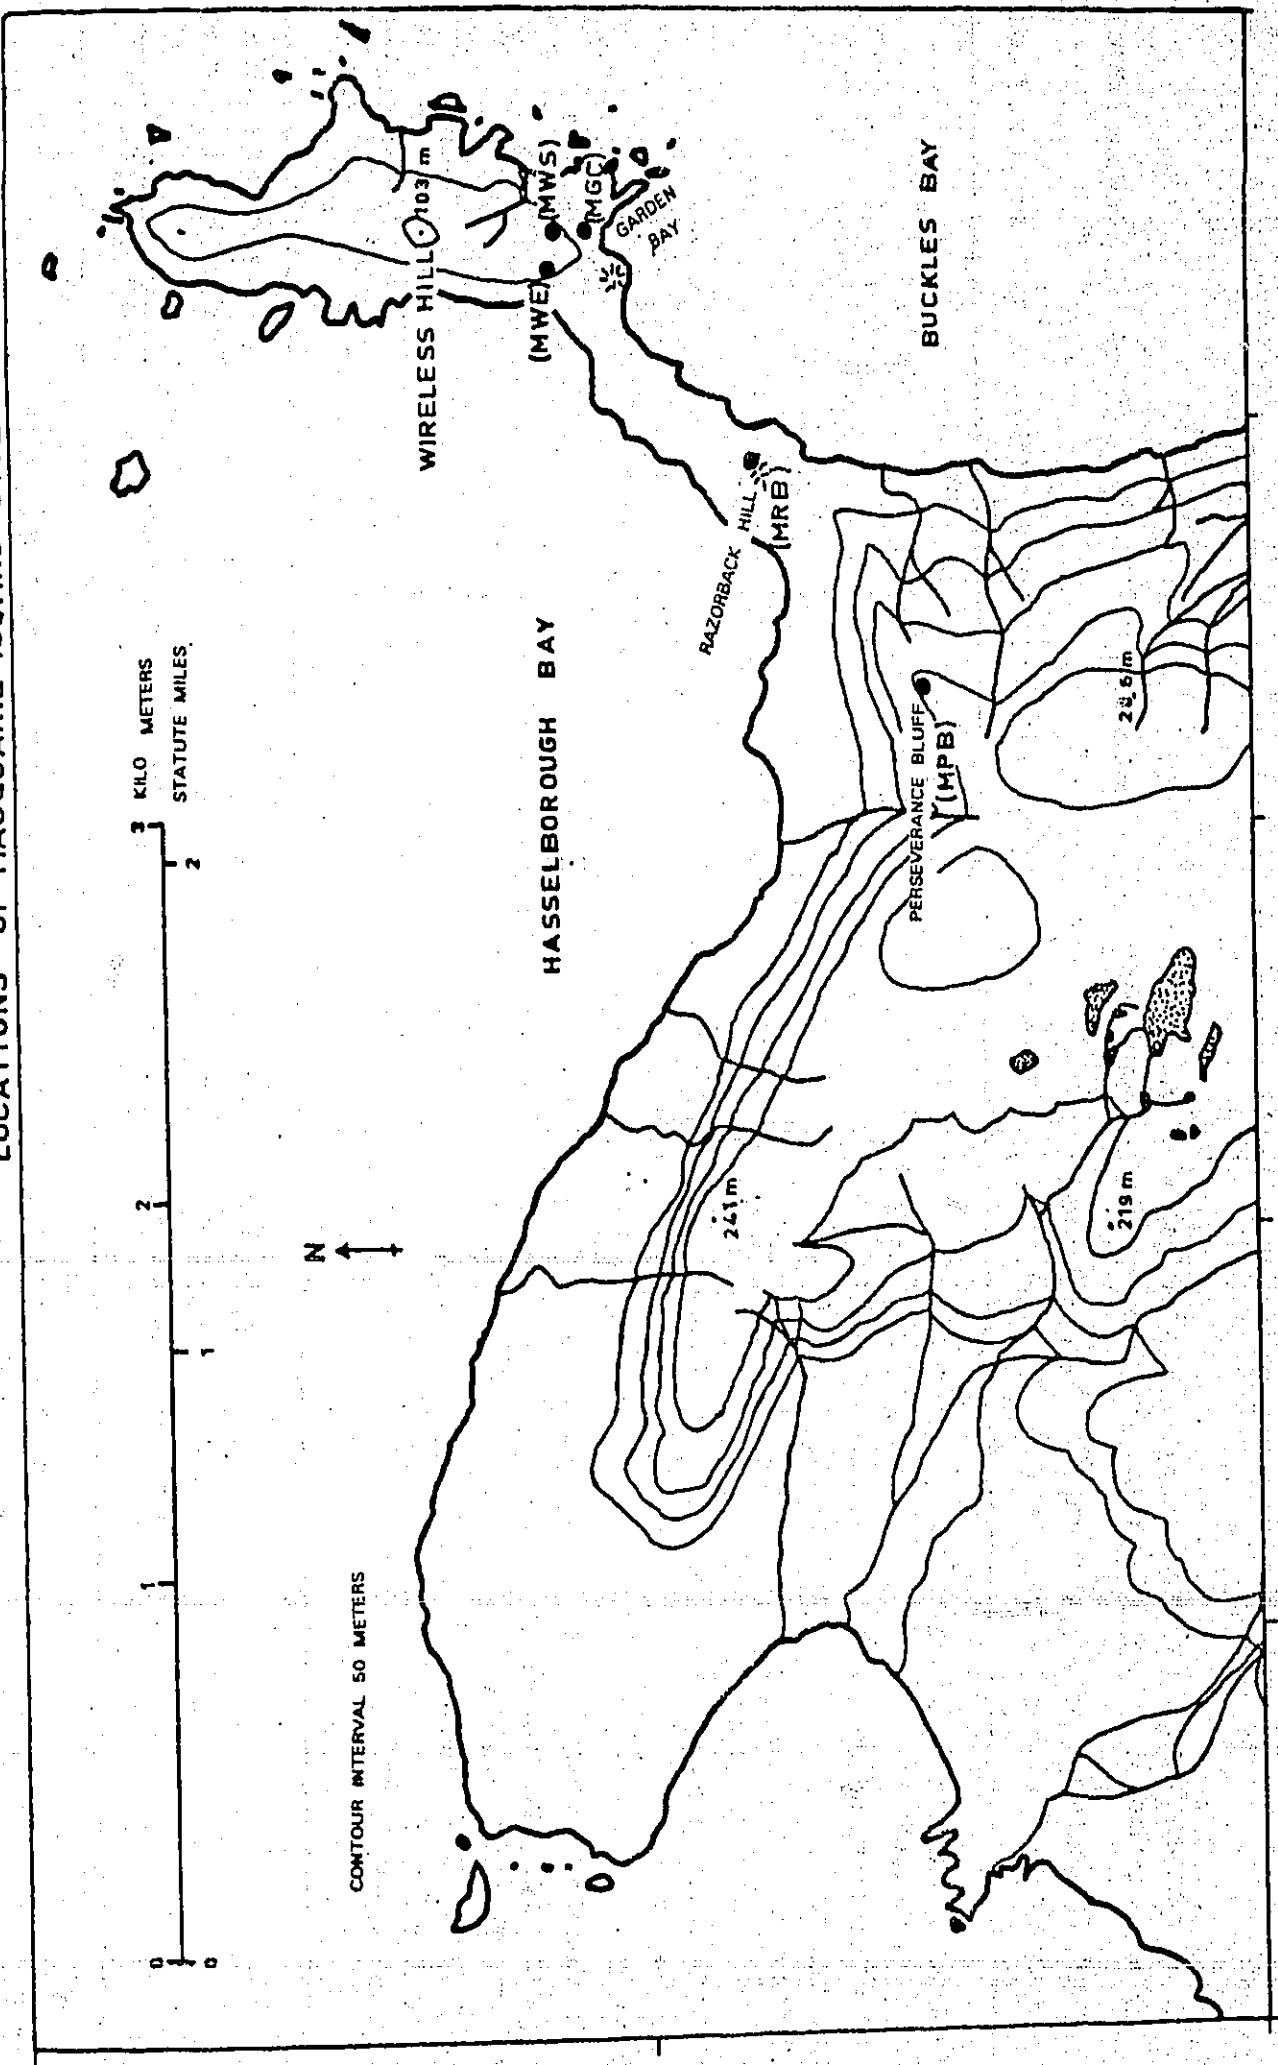 LOCATIONS OF MACQUARIE
KILO METERS
STATUTE MILES
0 1 2 3
0 1 2
N
CONTOUR INTERVAL 50 METERS
WIRELESS HILL
103 m
(MWS)
(MWE)
(MGC)
GARDEN
BAY
BUCKLES BAY
HASSELBOROUGH BAY
RAZORBACK HILL
(MRB)
PERSEVERANCE BLUFF
(MPB)
241 m
219 m